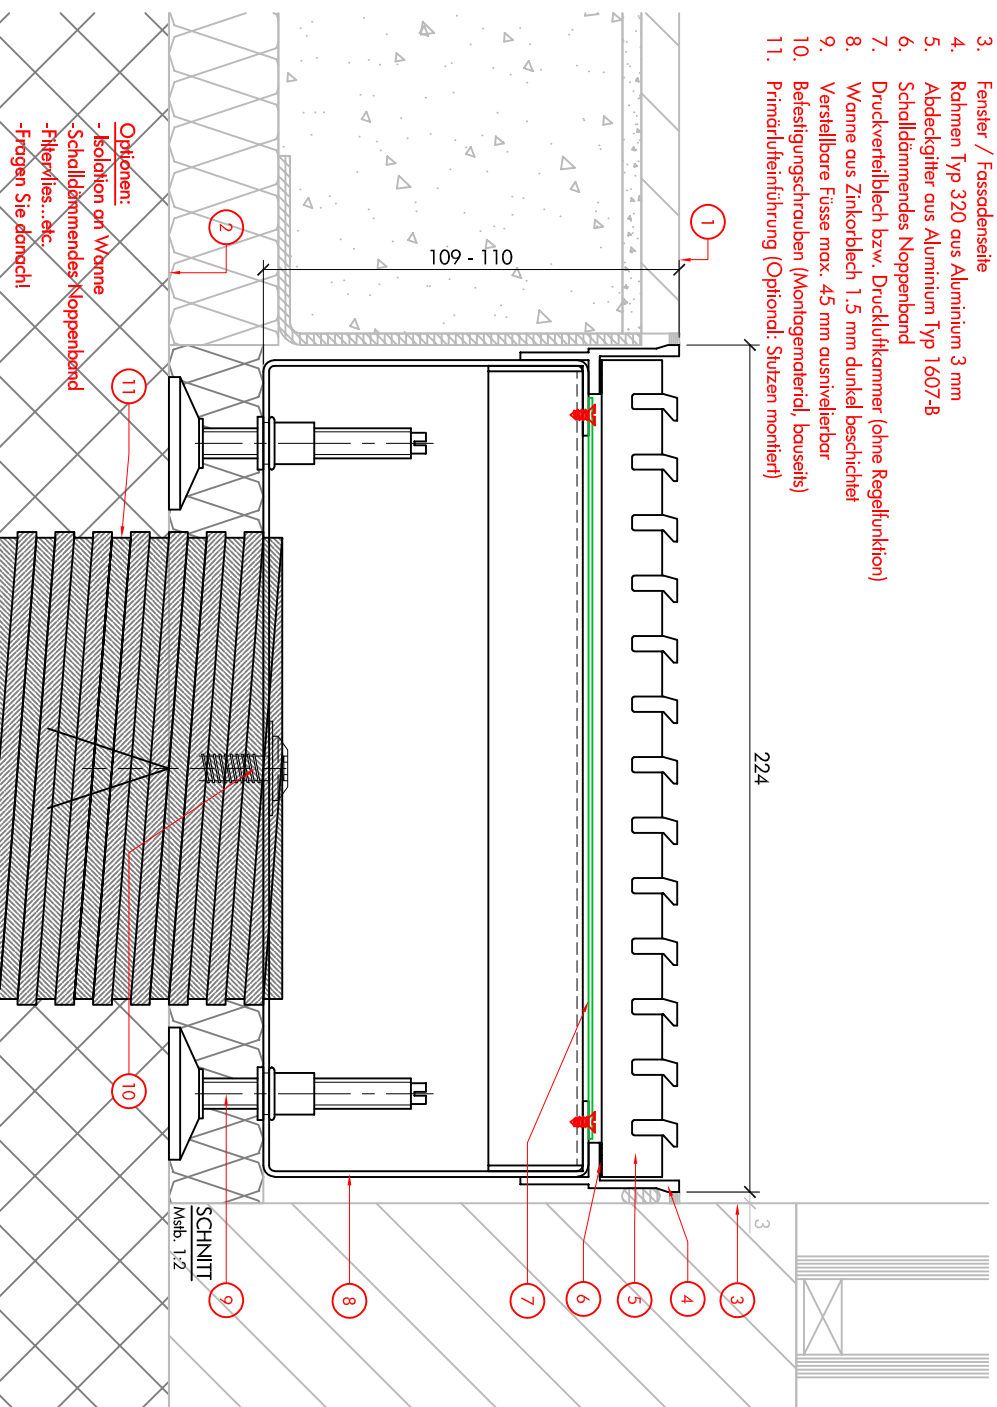 3. Fenster / Fassadenseite
4. Rahmen Typ 320 aus Aluminium 3 mm
5. Abdeckgitter aus Aluminium Typ 1607-B
6. Schalldämmendes Noppenband
7. Druckverteilblech bzw. Druckluftkammer (ohne Regelfunktion)
8. Wanne aus Zinkorblech 1.5 mm dunkel beschichtet
9. Verstellbare Füsse max. 45 mm ausnivelierbar
10. Befestigungschrauben (Montagematerial, bauseits)
11. Primärlufteinführung (Optional: Stutzen montiert)
1
2
109 - 110
224
3
Optionen:
- Isolation an Wanne
-Schalldämmendes Noppenband
-Filtervlies...etc.
-Fragen Sie danach!
11
10
SCHNITT
Mstb. 1:2
9
8
7
6
5
4
3